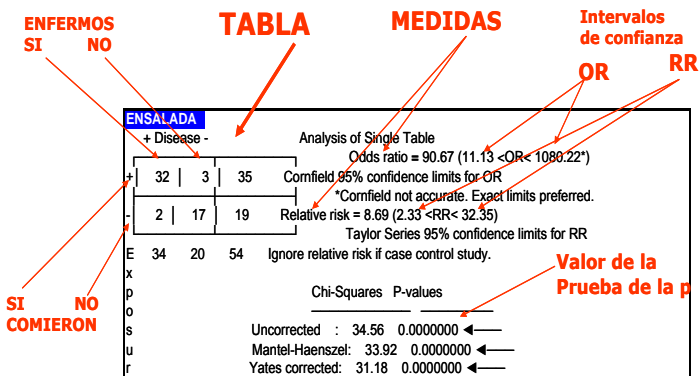 ENFERMOS
SI NO
TABLA
MEDIDAS
Intervalos
de confianza
OR
RR
ENSALADA
+ Disease - Analysis of Single Table
Odds ratio = 90.67 (11.13 <OR< 1080.22*)
+ 32 3 35 Cornfield 95% confidence limits for OR
*Cornfield not accurate. Exact limits preferred.
- 2 17 19 Relative risk = 8.69 (2.33 <RR< 32.35)
Taylor Series 95% confidence limits for RR
E 34 20 54 Ignore relative risk if case control study.
x
p Chi-Squares P-values
o
s Uncorrected : 34.56 0.0000000
u Mantel-Haenszel: 33.92 0.0000000
r Yates corrected: 31.18 0.0000000
Valor de la
Prueba de la p
SI NO
COMIERON